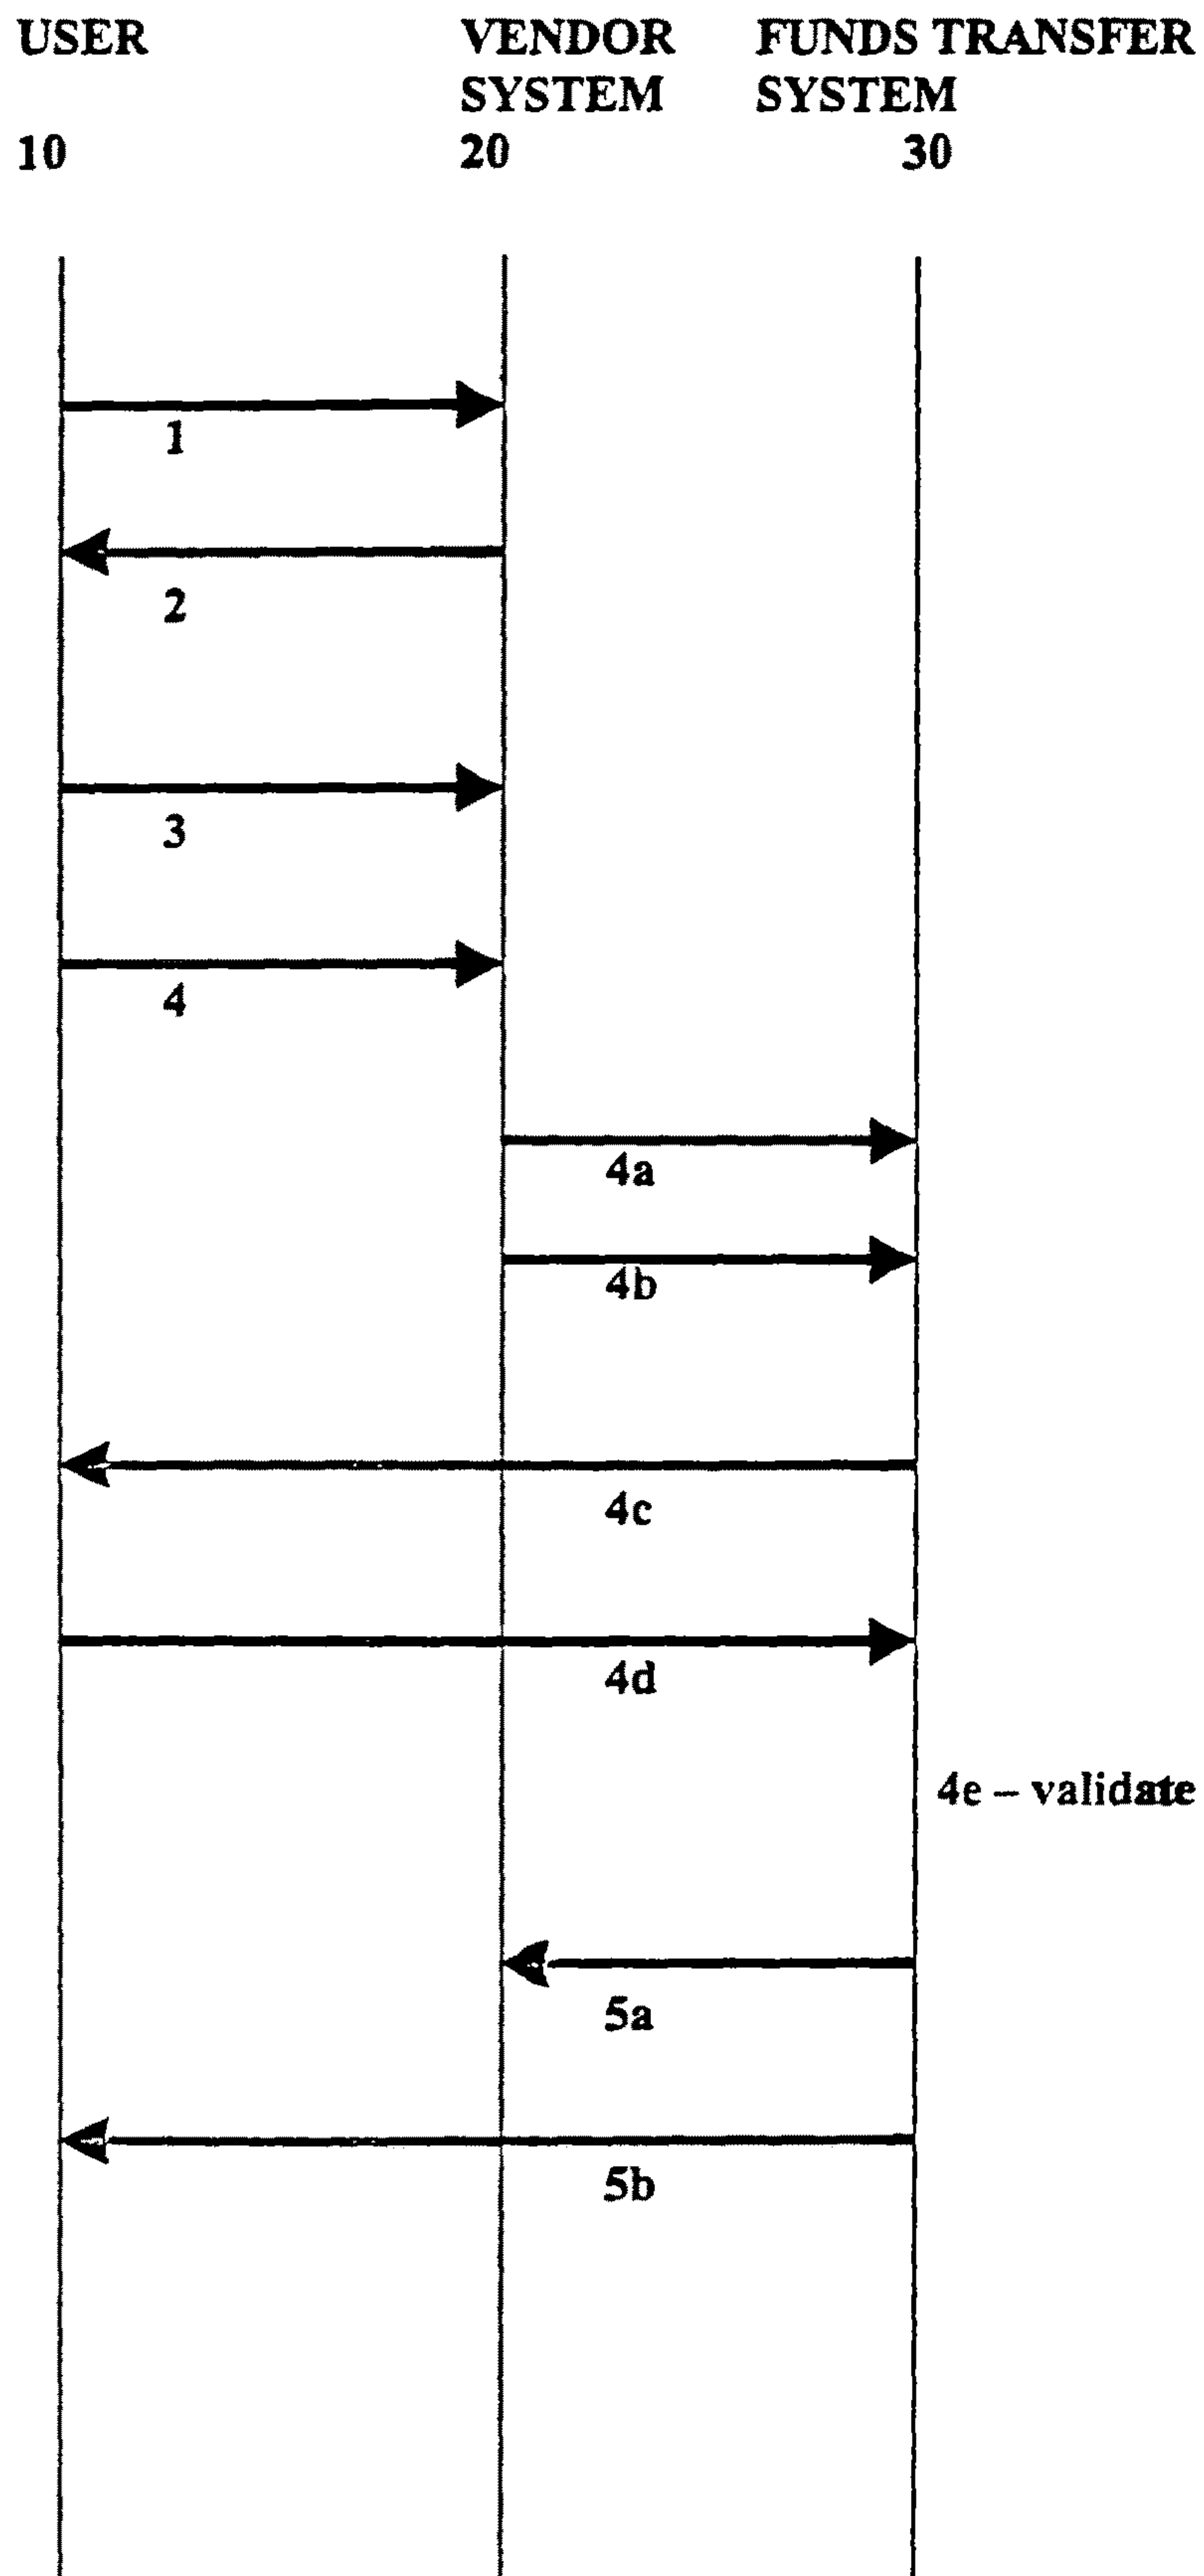 USER
VENDOR SYSTEM
FUNDS TRANSFER SYSTEM
10
20
30
1
2
3
4
4a
4b
4c
4d
4e – validate
5a
5b